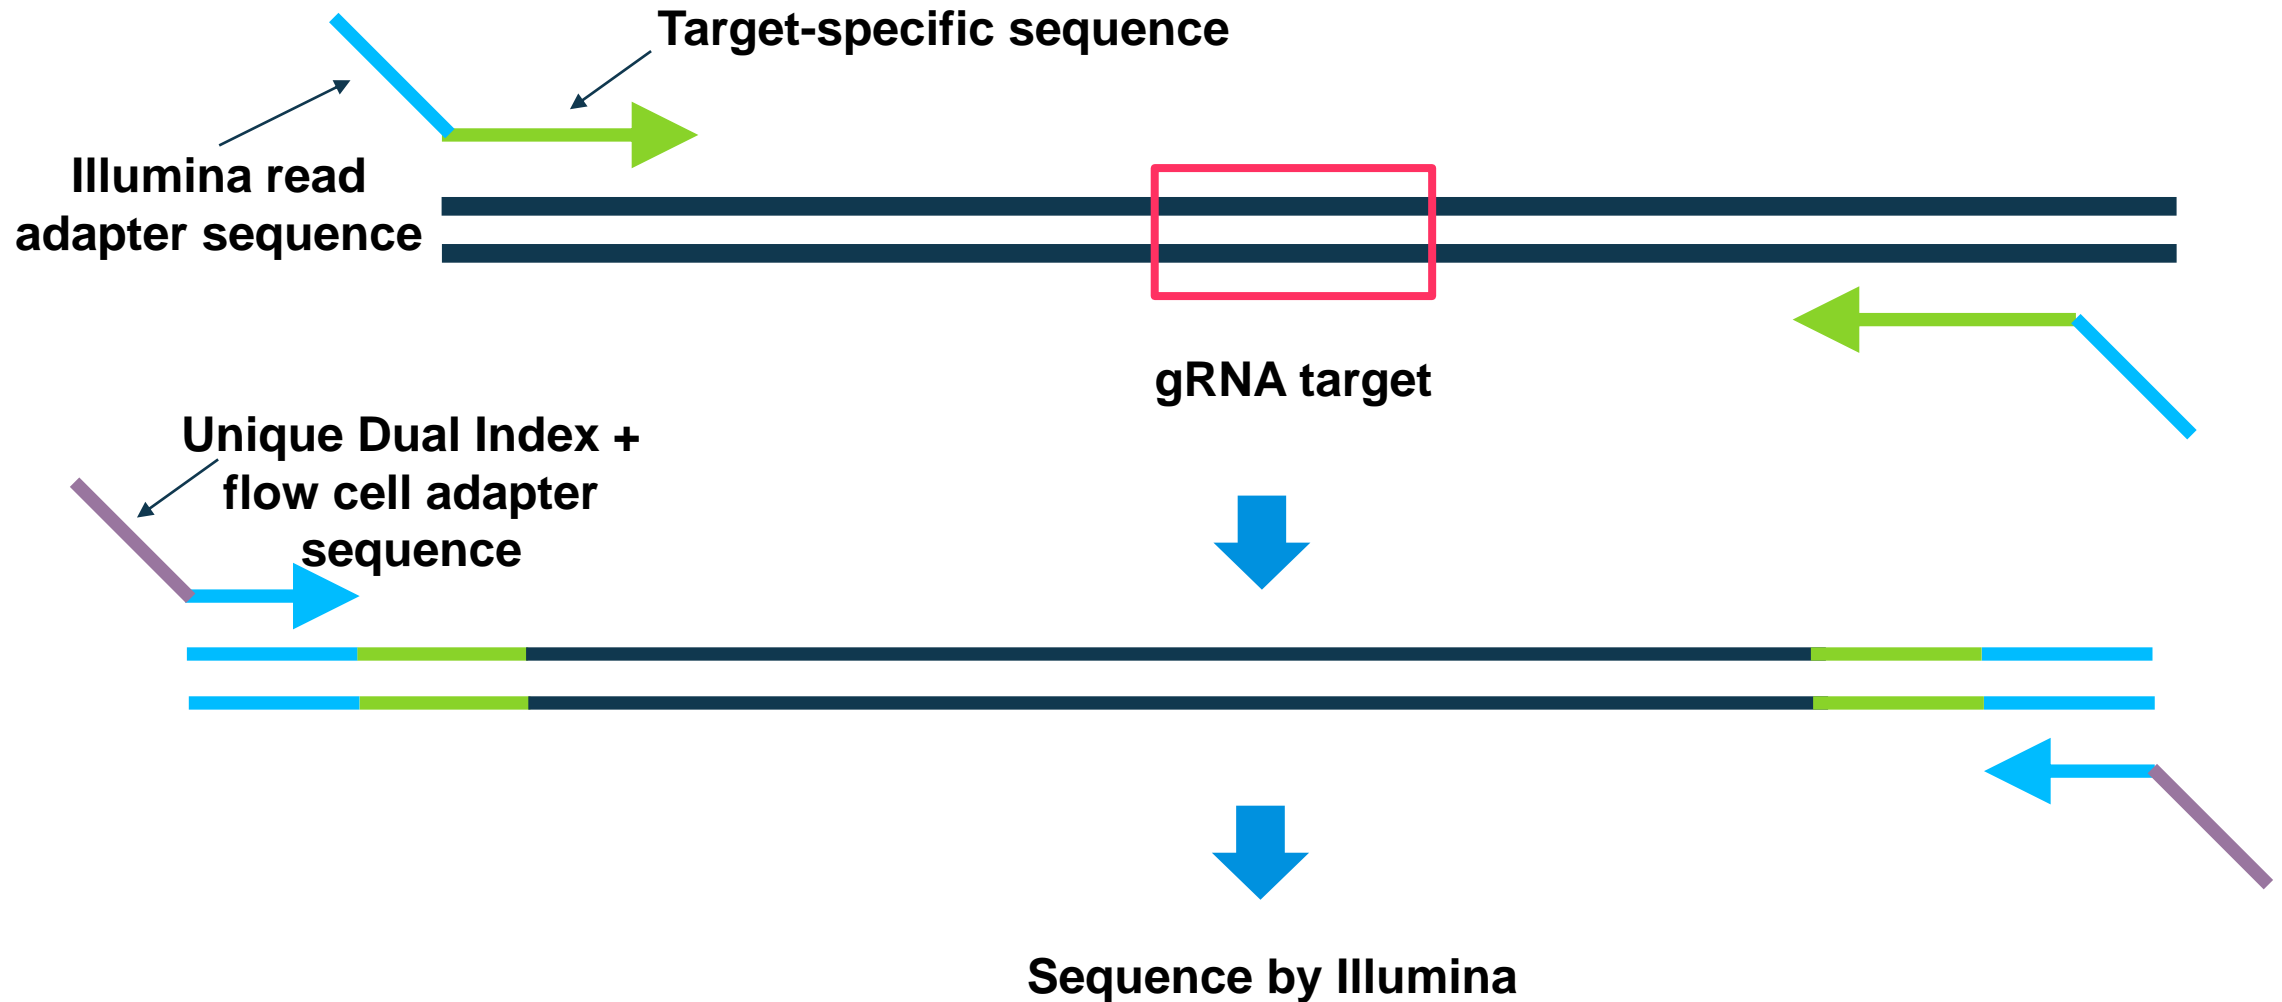 Target-specific sequence
Illumina read
adapter sequence
gRNA target
Unique Dual Index +
flow cell adapter
sequence
Sequence by Illumina